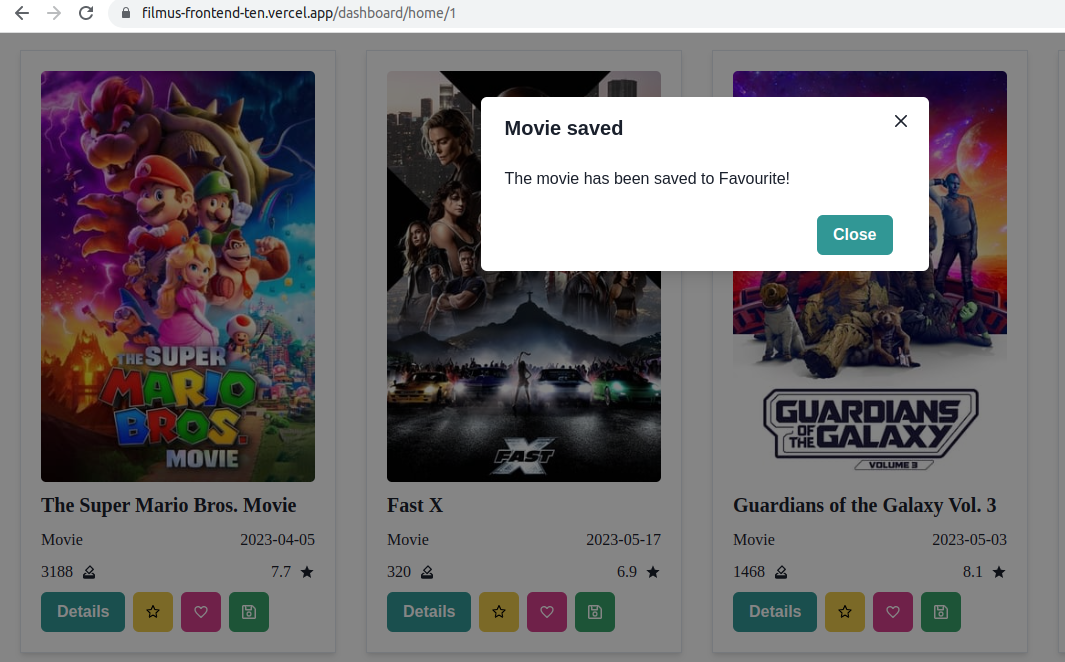 filmus-frontend-ten.vercel.app/dashboard/home/1
Movie saved
The movie has been saved to Favourite!
Close
THE SUPER
MARIO
BROS.
MOVIE
FAST X
GUARDIANS
OF THE
GALAXY
VOLUME 3
The Super Mario Bros. Movie
Movie 2023-04-05
3188 7.7
Details
Fast X
Movie 2023-05-17
320 6.9
Details
Guardians of the Galaxy Vol. 3
Movie 2023-05-03
1468 8.1
Details